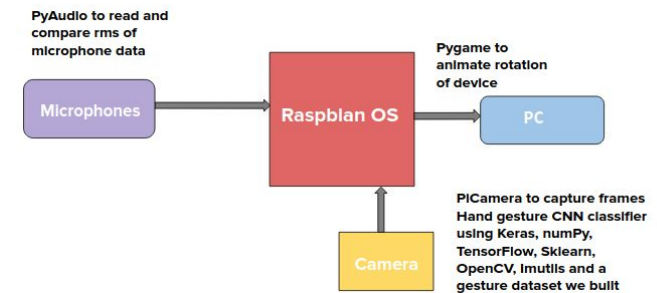 PyAudio to read and
compare rms of
microphone data
Microphones
Raspbian OS
Pygame to
animate rotation
of device
PC
PiCamera to capture frames
Hand gesture CNN classifier
using Keras, numPy,
TensorFlow, Sklearn,
OpenCV, Imutils and a
gesture dataset we built
Camera